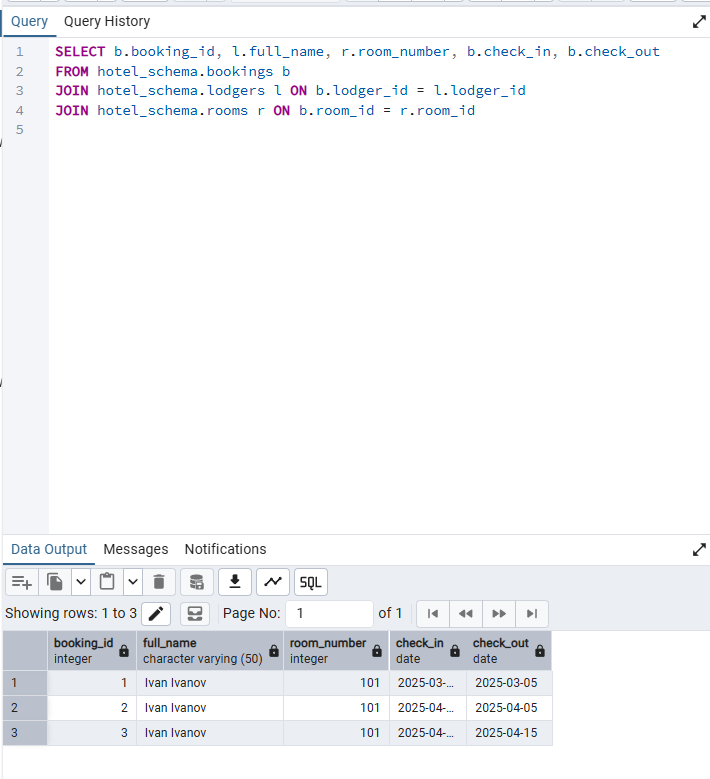 Query Query History
1 SELECT b.booking_id, l.full_name, r.room_number, b.check_in, b.check_out
2 FROM hotel_schema.bookings b
3 JOIN hotel_schema.lodgers l ON b.lodger_id = l.lodger_id
4 JOIN hotel_schema.rooms r ON b.room_id = r.room_id
5
Data Output Messages Notifications
SQL
Showing rows: 1 to 3 Page No: 1 of 1
booking_id full_name room_number check_in check_out
integer character varying (50) integer date date
1 1 Ivan Ivanov 101 2025-03-... 2025-03-05
2 2 Ivan Ivanov 101 2025-04-... 2025-04-05
3 3 Ivan Ivanov 101 2025-04-... 2025-04-15